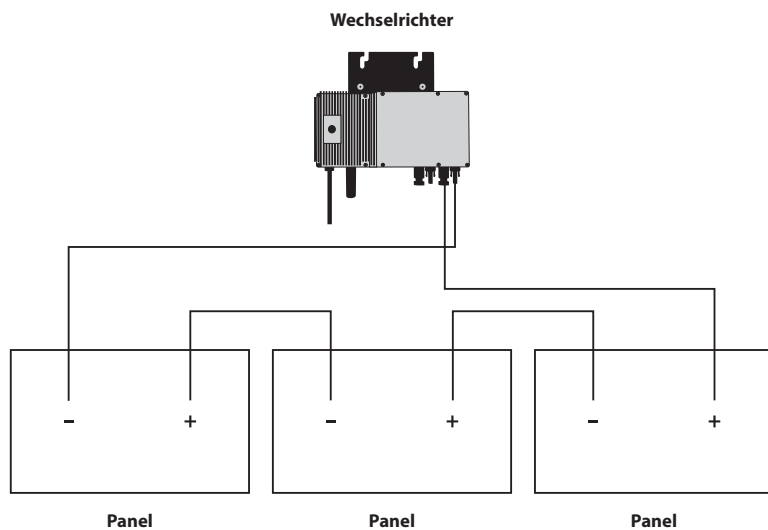 Wechselrichter
– + – + – +
Panel Panel Panel